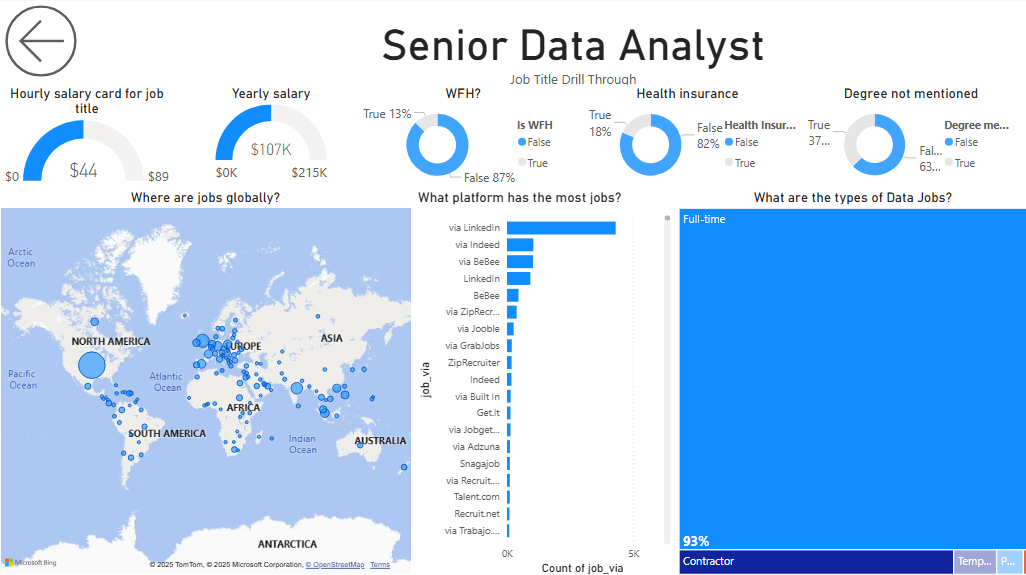 Senior Data Analyst
Job Title Drill Through
Hourly salary card for job
title
$44
$0
$89
Yearly salary
$107K
$0K
$215K
WFH?
True 13%
False 87%
Is WFH
False
True
Health insurance
True
18%
False
82%
Health Insur...
False
True
Degree not mentioned
True
37...
Fal...
63...
Degree me...
False
True
Where are jobs globally?
Arctic
Ocean
NORTH AMERICA
EUROPE
ASIA
Pacific
Ocean
Atlantic
Ocean
AFRICA
SOUTH AMERICA
Indian
Ocean
AUSTRALIA
ANTARCTICA
Microsoft Bing
© 2025 TomTom, © 2025 Microsoft Corporation, © OpenStreetMap Terms
What platform has the most jobs?
job_via
via LinkedIn
via Indeed
via BeBee
LinkedIn
BeBee
via ZipRecr...
via Jooble
via GrabJobs
ZipRecruiter
Indeed
via Built In
Get.It
via Jobget...
via Adzuna
Snagajob
via Recruit....
Talent.com
Recruit.net
via Trabajo....
0K
5K
Count of job_via
What are the types of Data Jobs?
Full-time
93%
Contractor
Temp...
P...